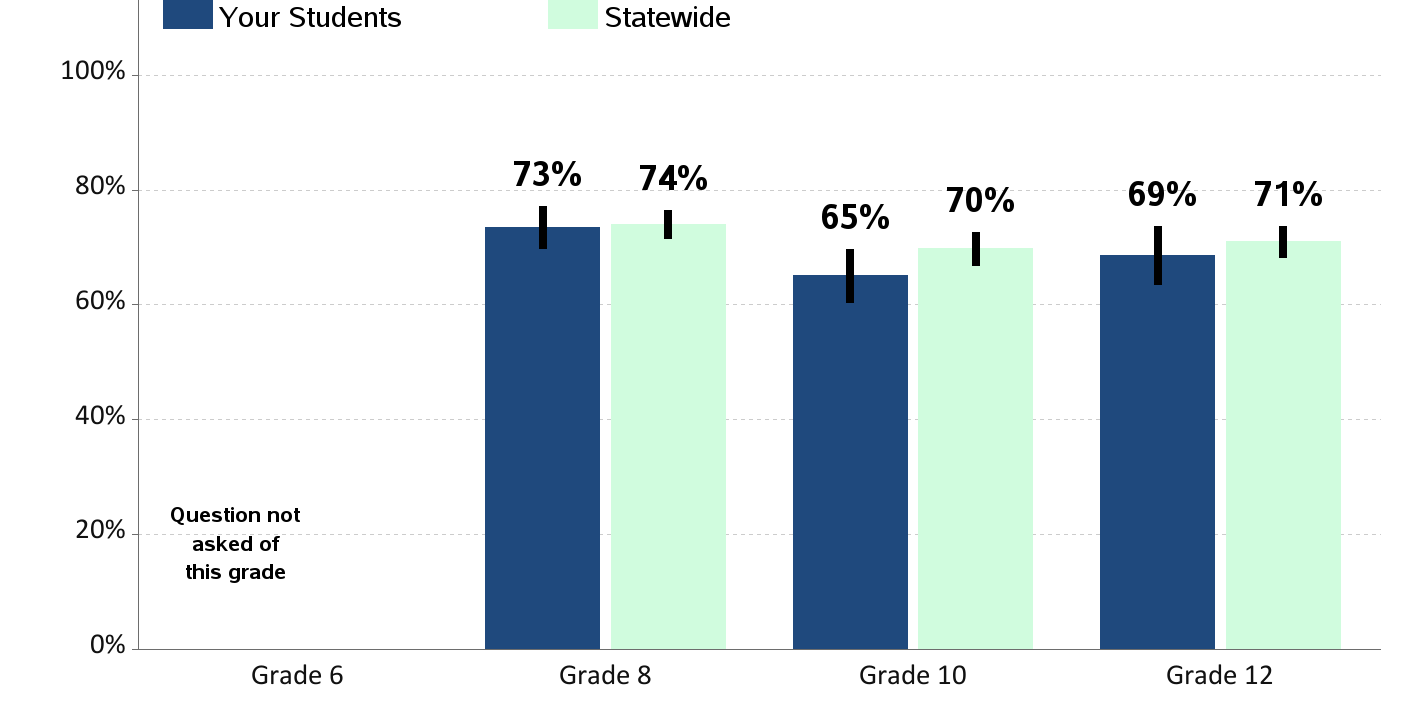 Your Students
Statewide
100%
80%
60%
40%
20%
0%
73%
74%
65%
70%
69%
71%
Question not
asked of
this grade
Grade 6
Grade 8
Grade 10
Grade 12